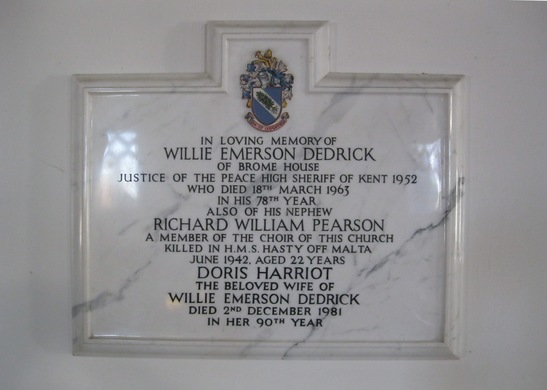 IN LOVING MEMORY OF
WILLIE EMERSON DEDRICK
OF BROME HOUSE
JUSTICE OF THE PEACE HIGH SHERIFF OF KENT 1952
WHO DIED 18TH MARCH 1963
IN HIS 78TH YEAR
ALSO OF HIS NEPHEW
RICHARD WILLIAM PEARSON
A MEMBER OF THE CHOIR OF THIS CHURCH
KILLED IN H.M.S. HASTY OFF MALTA
JUNE 1942, AGED 22 YEARS
DORIS HARRIOT
THE BELOVED WIFE OF
WILLIE EMERSON DEDRICK
DIED 2ND DECEMBER 1981
IN HER 90TH YEAR